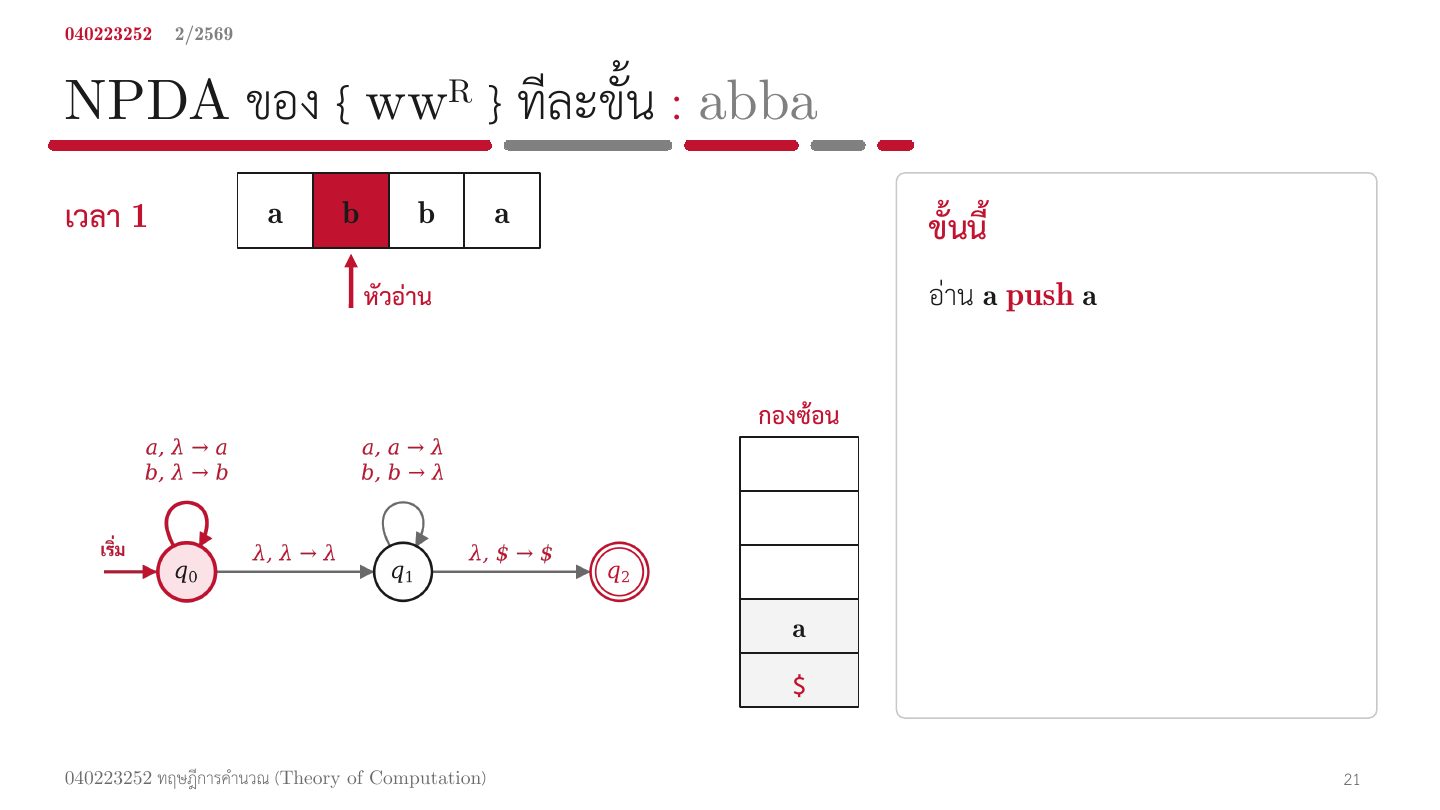 040223252 2/2569
NPDA ของ { wwᴿ } ทีละขั้น : abba
เวลา 1
a b b a
หัวอ่าน
ขั้นนี้
อ่าน a push a
กองซ้อน
a, λ → a
b, λ → b
a, a → λ
b, b → λ
เริ่ม
q₀
λ, λ → λ
q₁
λ, $ → $
q₂
a
$
040223252 ทฤษฎีการคำนวณ (Theory of Computation)
21